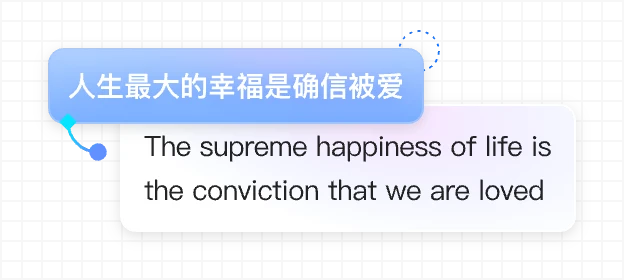 人生最大的幸福是确信被爱
The supreme happiness of life is
the conviction that we are loved